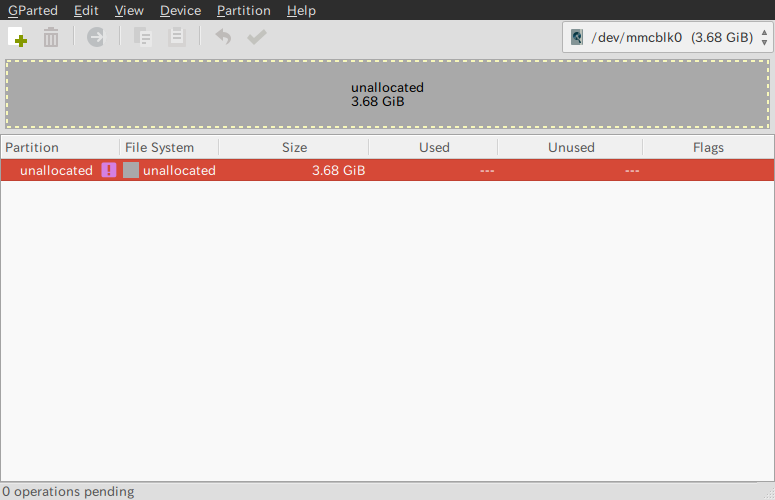 GParted Edit View Device Partition Help
/dev/mmcblk0 (3.68 GiB)
unallocated
3.68 GiB
Partition File System Size Used Unused Flags
unallocated ! unallocated 3.68 GiB --- ---
0 operations pending